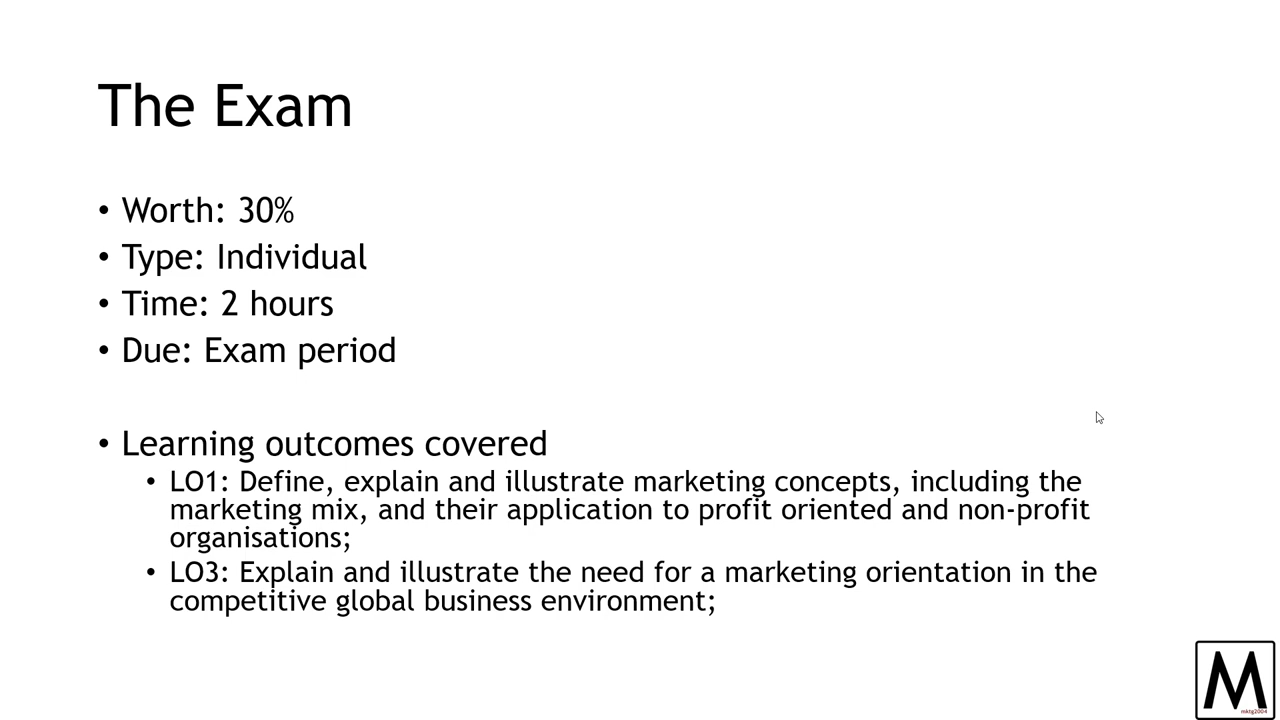 The Exam
• Worth: 30%
• Type: Individual
• Time: 2 hours
• Due: Exam period
• Learning outcomes covered
• LO1: Define, explain and illustrate marketing concepts, including the
marketing mix, and their application to profit oriented and non-profit
organisations;
• LO3: Explain and illustrate the need for a marketing orientation in the
competitive global business environment;
M
mktg2004